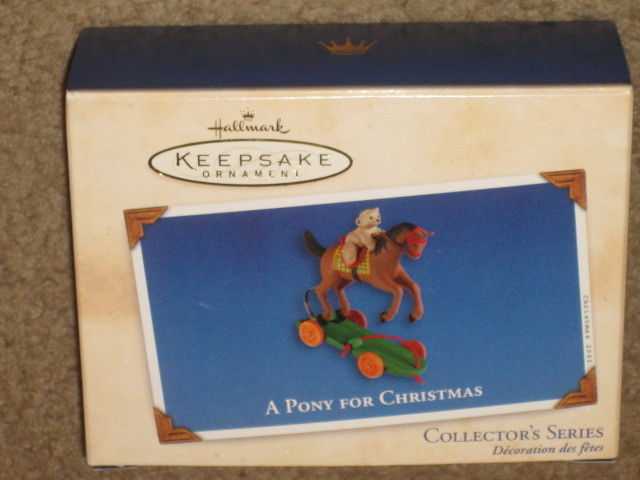 Hallmark
KEEPSAKE
ORNAMENT
Christmas 2002
A PONY FOR CHRISTMAS
COLLECTOR'S SERIES
Décoration des fêtes